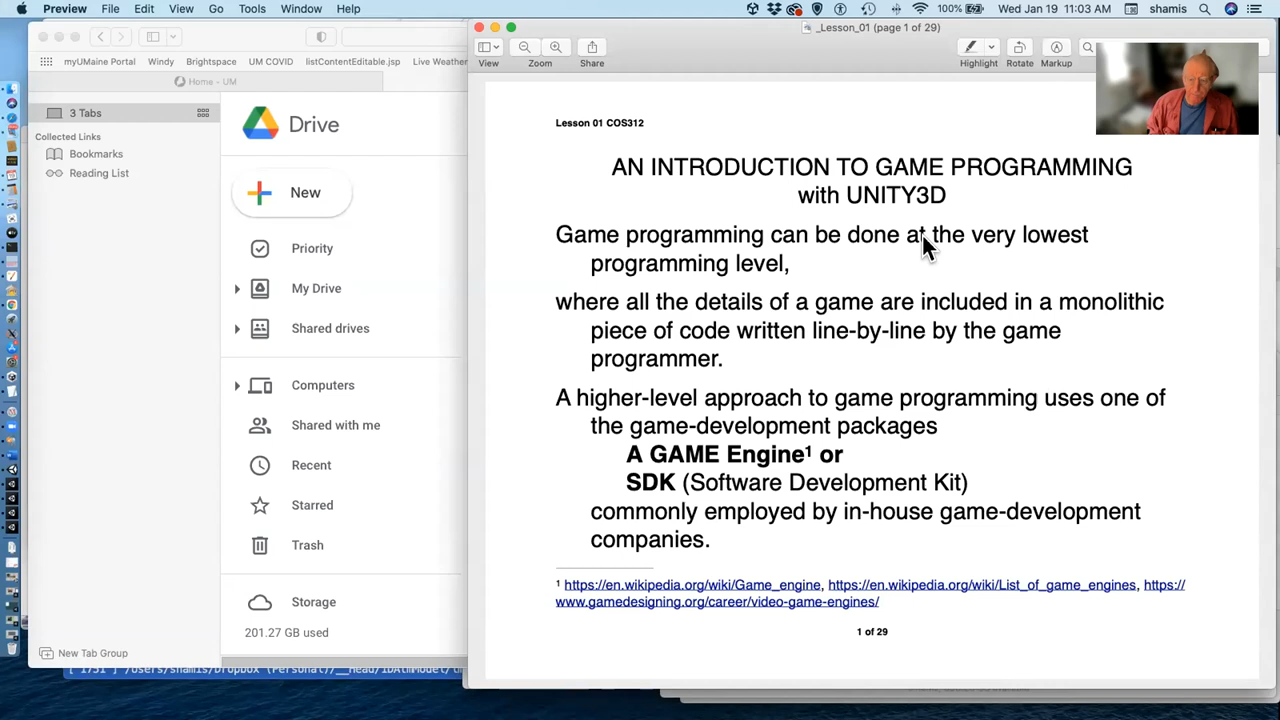 Preview File Edit View Go Tools Window Help 100% Wed Jan 19 11:03 AM shamis
myUMaine Portal Windy Brightspace UM COVID listContentEditable.jsp Live Weather
Home – UM
3 Tabs
Collected Links
Bookmarks
Reading List
New Tab Group
Drive
New
Priority
My Drive
Shared drives
Computers
Shared with me
Recent
Starred
Trash
Storage
201.27 GB used
_Lesson_01 (page 1 of 29)
View Zoom Share Highlight Rotate Markup
Lesson 01 COS312
AN INTRODUCTION TO GAME PROGRAMMING
with UNITY3D
Game programming can be done at the very lowest
programming level,
where all the details of a game are included in a monolithic
piece of code written line-by-line by the game
programmer.
A higher-level approach to game programming uses one of
the game-development packages
A GAME Engine¹ or
SDK (Software Development Kit)
commonly employed by in-house game-development
companies.
¹ https://en.wikipedia.org/wiki/Game_engine, https://en.wikipedia.org/wiki/List_of_game_engines, https://
www.gamedesigning.org/career/video-game-engines/
1 of 29